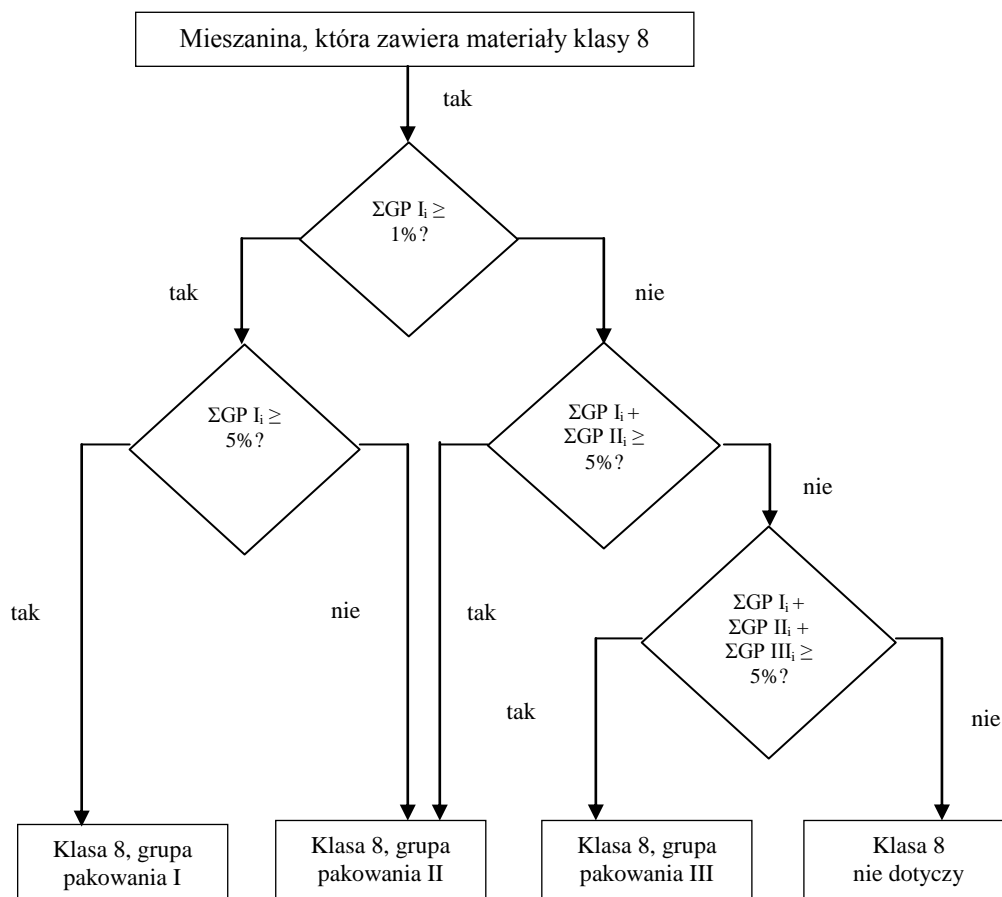 Mieszanina, która zawiera materiały klasy 8
tak
ΣGP Iᵢ ≥
1%?
tak
nie
ΣGP Iᵢ ≥
5%?
ΣGP Iᵢ +
ΣGP IIᵢ ≥
5%?
nie
tak
nie
tak
ΣGP Iᵢ +
ΣGP IIᵢ +
ΣGP IIIᵢ ≥
5%?
tak
nie
Klasa 8, grupa
pakowania I
Klasa 8, grupa
pakowania II
Klasa 8, grupa
pakowania III
Klasa 8
nie dotyczy